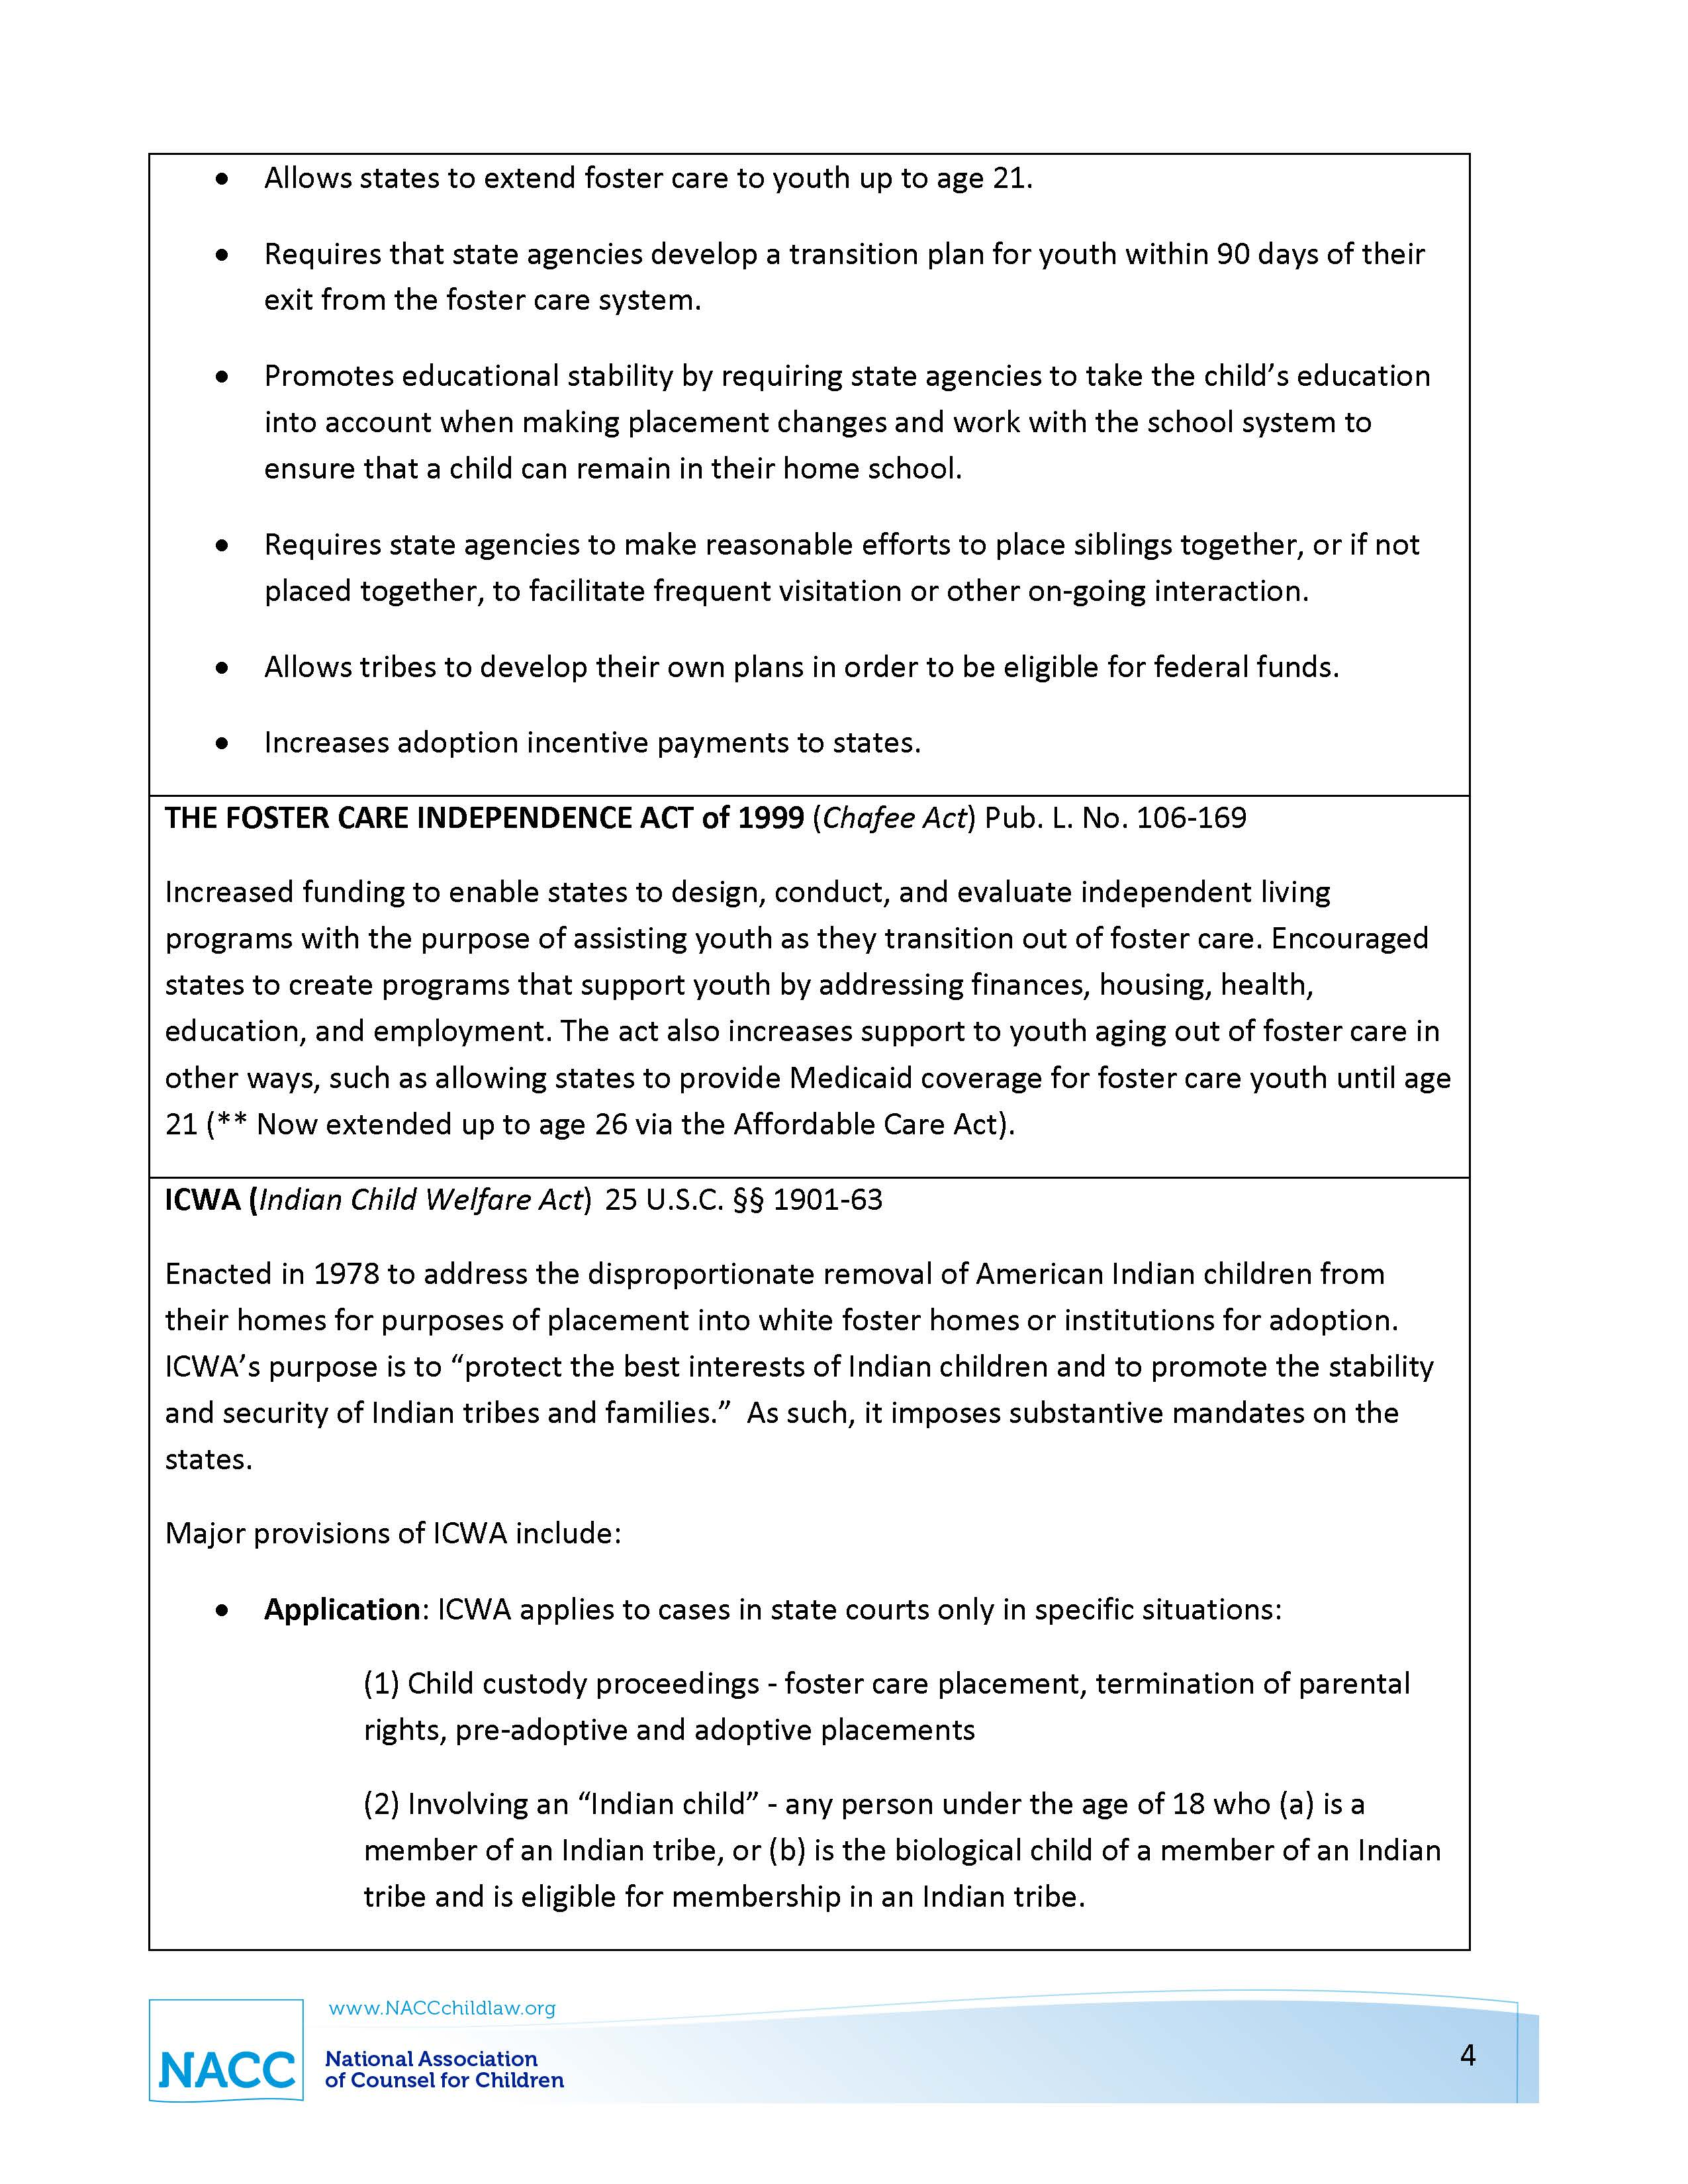 • Allows states to extend foster care to youth up to age 21.
• Requires that state agencies develop a transition plan for youth within 90 days of their
exit from the foster care system.
• Promotes educational stability by requiring state agencies to take the child’s education
into account when making placement changes and work with the school system to
ensure that a child can remain in their home school.
• Requires state agencies to make reasonable efforts to place siblings together, or if not
placed together, to facilitate frequent visitation or other on-going interaction.
• Allows tribes to develop their own plans in order to be eligible for federal funds.
• Increases adoption incentive payments to states.
THE FOSTER CARE INDEPENDENCE ACT of 1999 (Chafee Act) Pub. L. No. 106-169
Increased funding to enable states to design, conduct, and evaluate independent living
programs with the purpose of assisting youth as they transition out of foster care. Encouraged
states to create programs that support youth by addressing finances, housing, health,
education, and employment. The act also increases support to youth aging out of foster care in
other ways, such as allowing states to provide Medicaid coverage for foster care youth until age
21 (** Now extended up to age 26 via the Affordable Care Act).
ICWA (Indian Child Welfare Act) 25 U.S.C. §§ 1901-63
Enacted in 1978 to address the disproportionate removal of American Indian children from
their homes for purposes of placement into white foster homes or institutions for adoption.
ICWA’s purpose is to “protect the best interests of Indian children and to promote the stability
and security of Indian tribes and families.” As such, it imposes substantive mandates on the
states.
Major provisions of ICWA include:
• Application: ICWA applies to cases in state courts only in specific situations:
(1) Child custody proceedings - foster care placement, termination of parental
rights, pre-adoptive and adoptive placements
(2) Involving an “Indian child” - any person under the age of 18 who (a) is a
member of an Indian tribe, or (b) is the biological child of a member of an Indian
tribe and is eligible for membership in an Indian tribe.
www.NACCchildlaw.org
NACC
National Association
of Counsel for Children
4